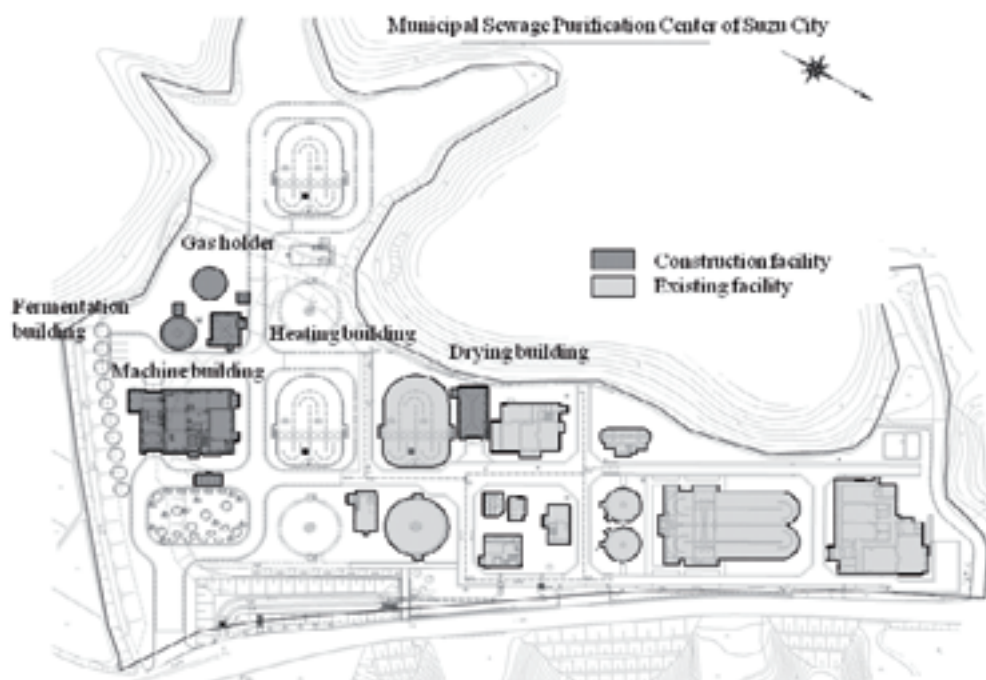 Municipal Sewage Purification Center of Suzu City
Gas holder
Construction facility
Existing facility
Fermentation
building
Heating building
Drying building
Machine building